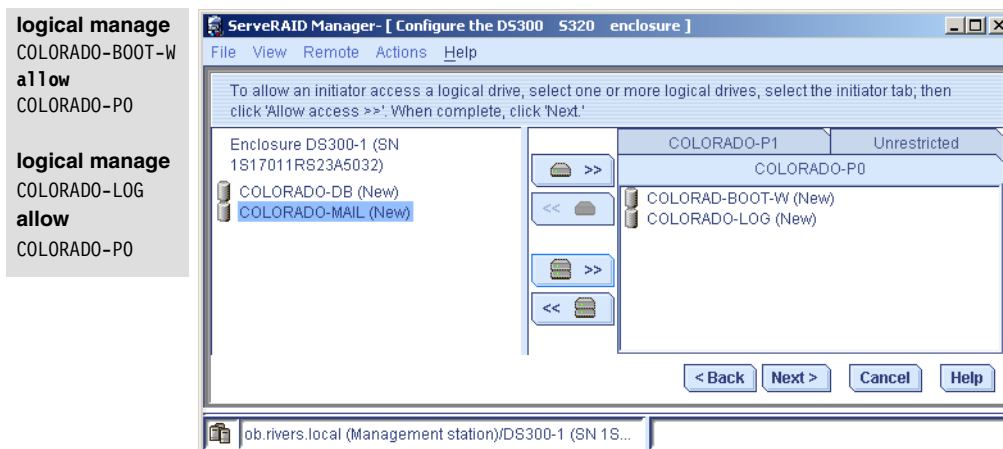 logical manage
COLORADO-BOOT-W
allow
COLORADO-P0
logical manage
COLORADO-LOG
allow
COLORADO-P0
ServeRAID Manager- [ Configure the DS300 S320 enclosure ]
File View Remote Actions Help
To allow an initiator access a logical drive, select one or more logical drives, select the initiator tab; then
click 'Allow access >>'. When complete, click 'Next.'
Enclosure DS300-1 (SN
1S17011RS23A5032)
COLORADO-DB (New)
COLORADO-MAIL (New)
>>
<<
>>
<<
COLORADO-P1 Unrestricted
COLORADO-P0
COLORAD-BOOT-W (New)
COLORADO-LOG (New)
< Back Next > Cancel Help
ob.rivers.local (Management station)/DS300-1 (SN 1S...